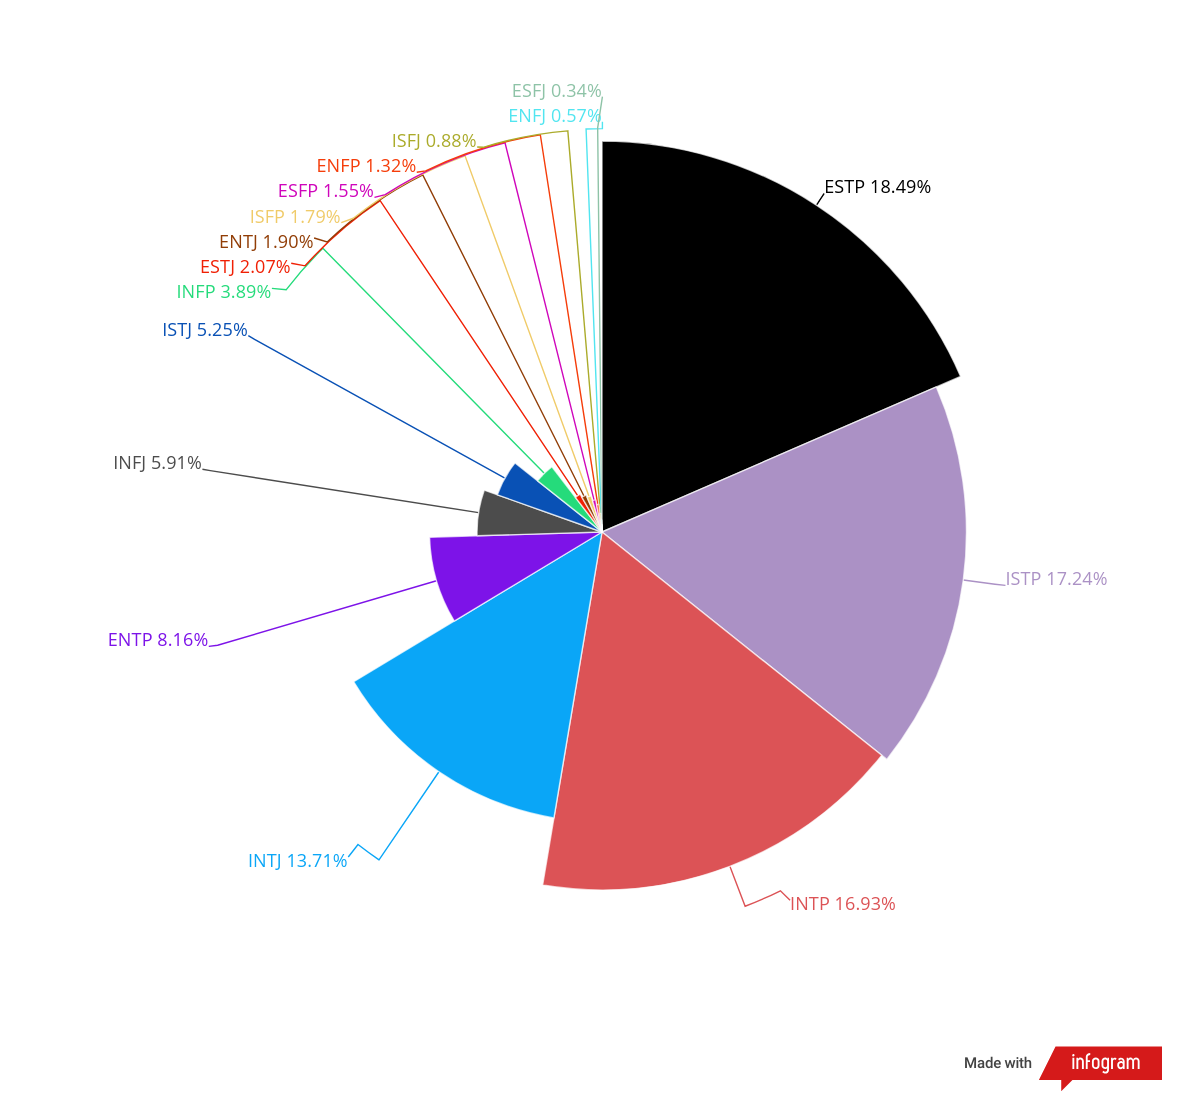 ESFJ 0.34%
ENFJ 0.57%
ISFJ 0.88%
ENFP 1.32%
ESFP 1.55%
ISFP 1.79%
ENTJ 1.90%
ESTJ 2.07%
INFP 3.89%
ISTJ 5.25%
INFJ 5.91%
ENTP 8.16%
INTJ 13.71%
ESTP 18.49%
ISTP 17.24%
INTP 16.93%
Made with infogram